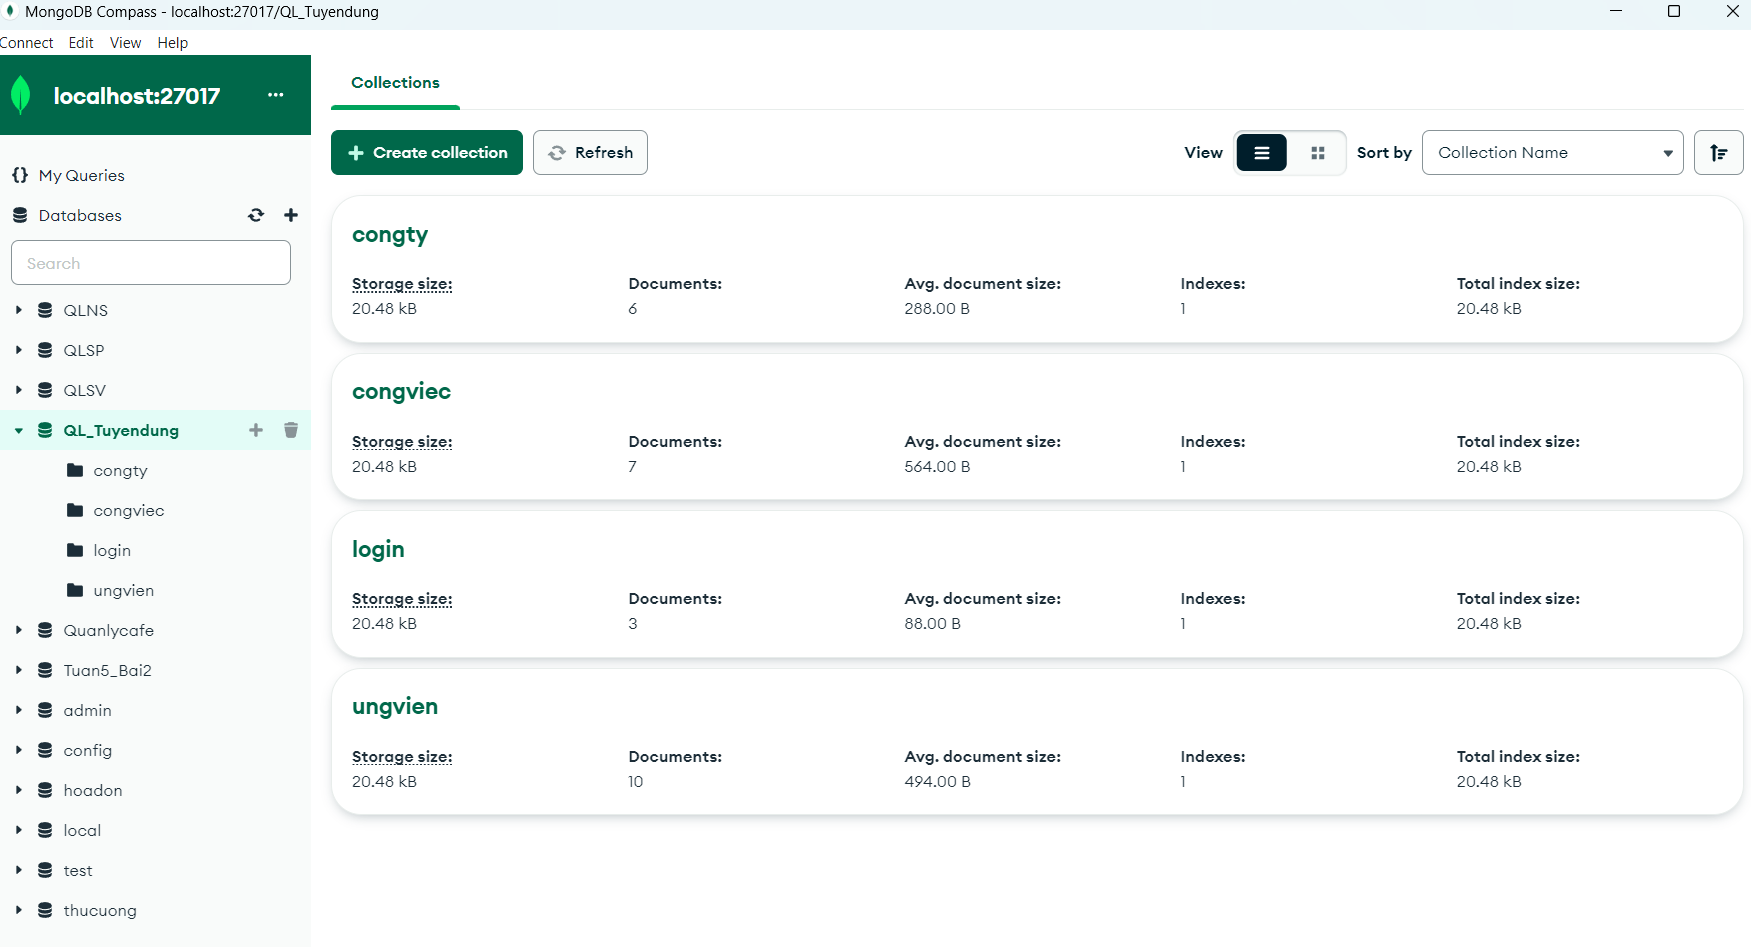 MongoDB Compass - localhost:27017/QL_Tuyendung
Connect Edit View Help
localhost:27017
My Queries
Databases
Search
QLNS
QLSP
QLSV
QL_Tuyendung
congty
congviec
login
ungvien
Quanlycafe
Tuan5_Bai2
admin
config
hoadon
local
test
thucuong
Collections
Create collection Refresh View Sort by Collection Name
congty
Storage size: Documents: Avg. document size: Indexes: Total index size:
20.48 kB 6 288.00 B 1 20.48 kB
congviec
Storage size: Documents: Avg. document size: Indexes: Total index size:
20.48 kB 7 564.00 B 1 20.48 kB
login
Storage size: Documents: Avg. document size: Indexes: Total index size:
20.48 kB 3 88.00 B 1 20.48 kB
ungvien
Storage size: Documents: Avg. document size: Indexes: Total index size:
20.48 kB 10 494.00 B 1 20.48 kB